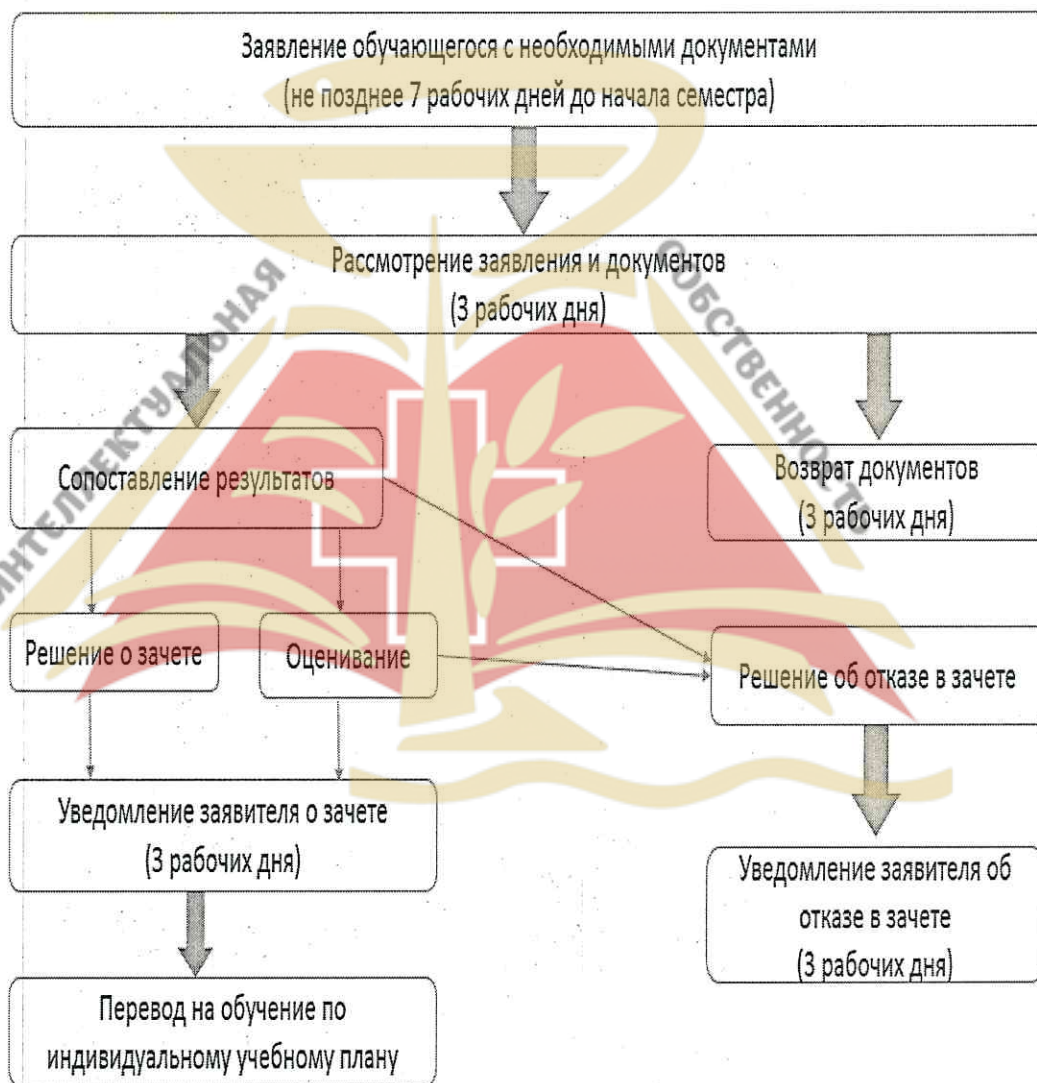 Заявление обучающегося с необходимыми документами
(не позднее 7 рабочих дней до начала семестра)
Рассмотрение заявления и документов
(3 рабочих дня)
ИНТЕЛЛЕКТУАЛЬНАЯ
СОБСТВЕННОСТЬ
Сопоставление результатов
Возврат документов
(3 рабочих дня)
Решение о зачете
Оценивание
Решение об отказе в зачете
Уведомление заявителя о зачете
(3 рабочих дня)
Уведомление заявителя об
отказе в зачете
(3 рабочих дня)
Перевод на обучение по
индивидуальному учебному плану